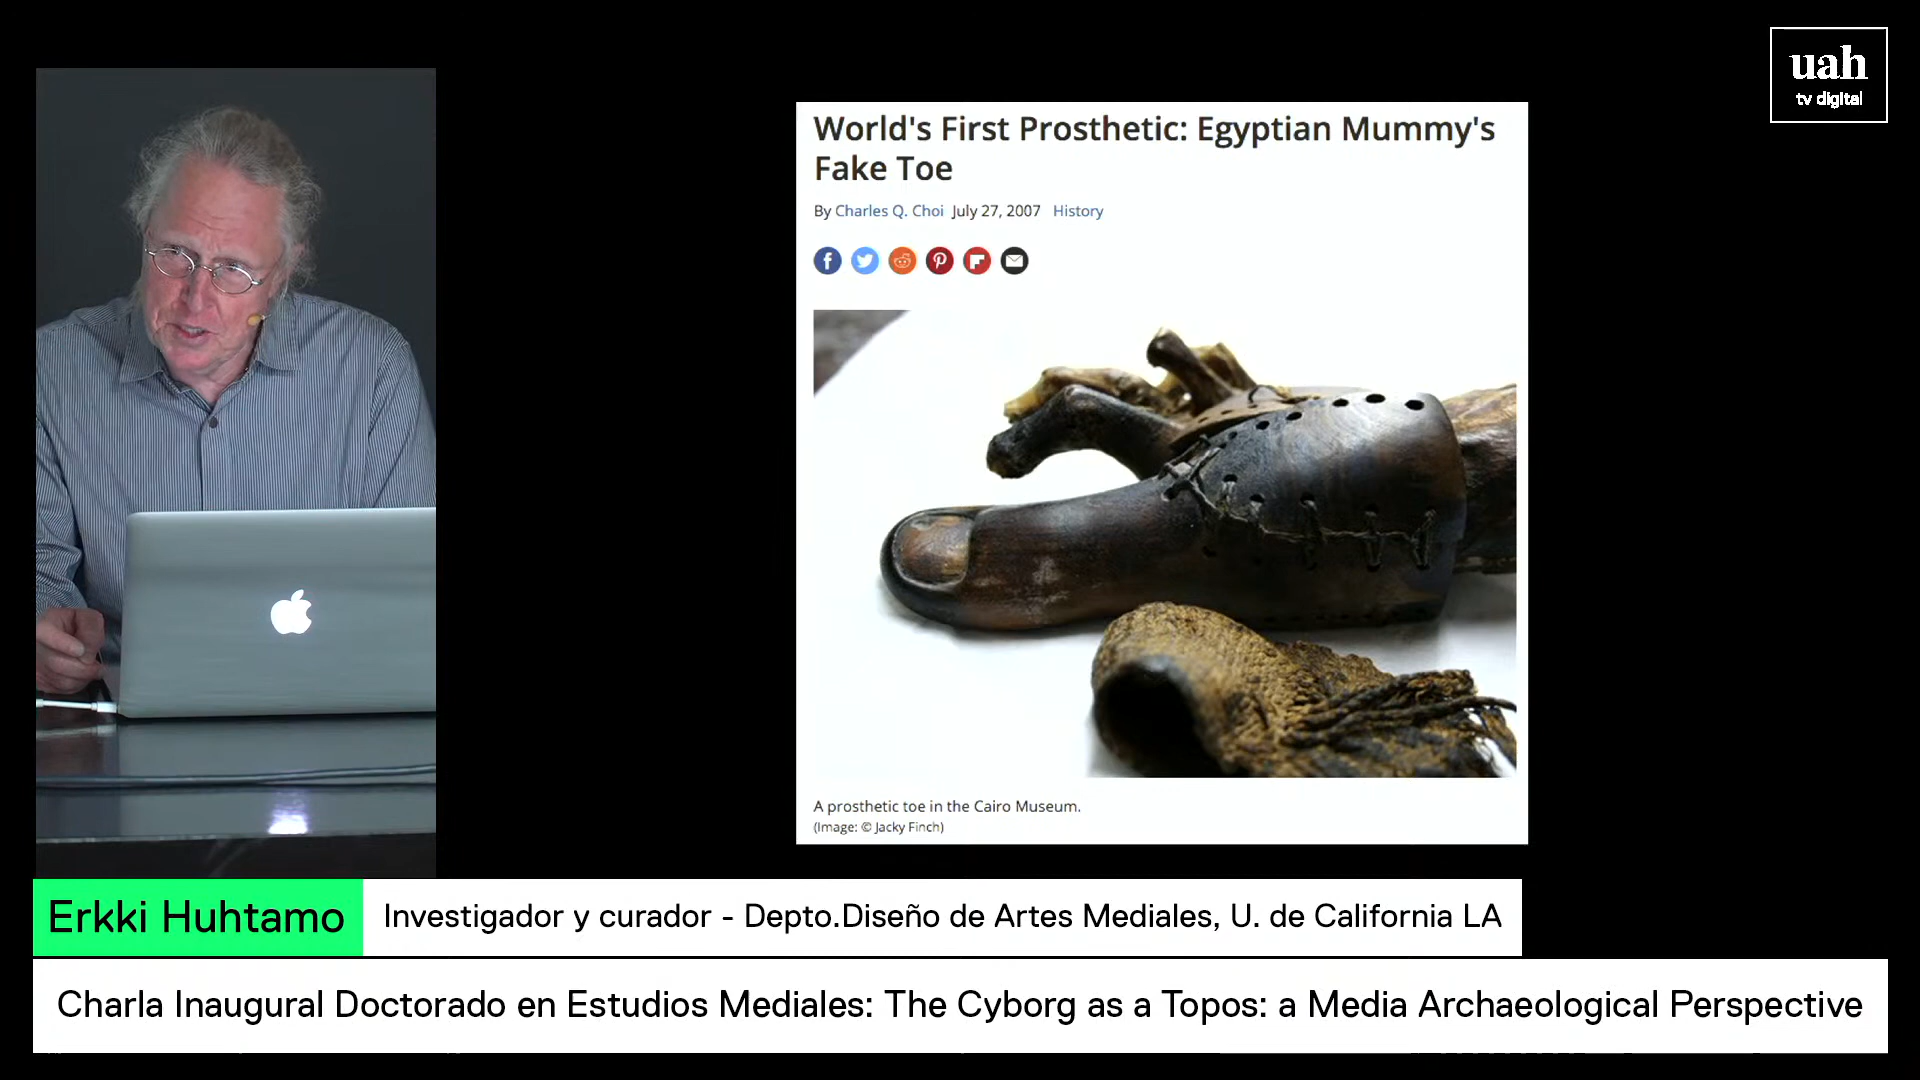 uah
tv digital
World's First Prosthetic: Egyptian Mummy's
Fake Toe
By Charles Q. Choi July 27, 2007 History
A prosthetic toe in the Cairo Museum.
(Image: © Jacky Finch)
Erkki Huhtamo
Investigador y curador - Depto.Diseño de Artes Mediales, U. de California LA
Charla Inaugural Doctorado en Estudios Mediales: The Cyborg as a Topos: a Media Archaeological Perspective